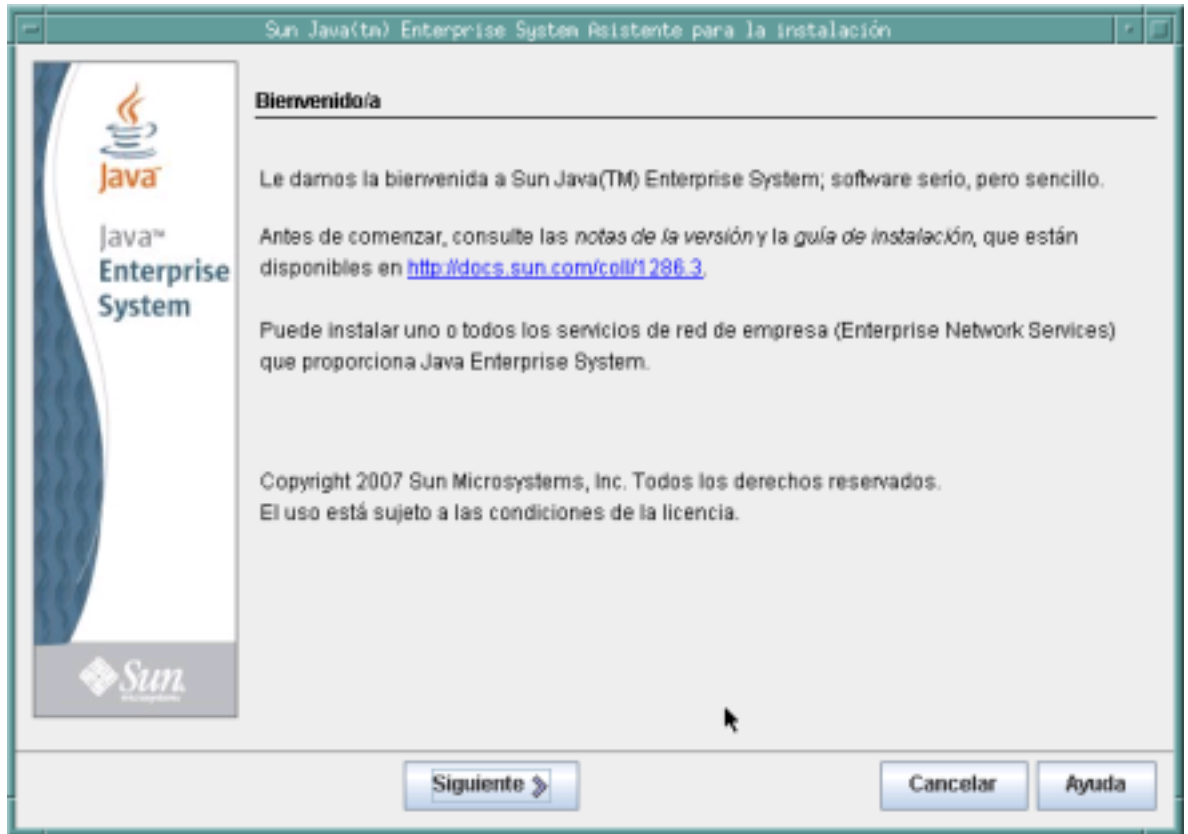 Sun Java(tm) Enterprise System Asistente para la instalación
Java™
Java™
Enterprise
System
Sun
microsystems
Bienvenido/a
Le damos la bienvenida a Sun Java(TM) Enterprise System; software serio, pero sencillo.
Antes de comenzar, consulte las notas de la versión y la guía de instalación, que están
disponibles en http://docs.sun.com/coll/1286.3.
Puede instalar uno o todos los servicios de red de empresa (Enterprise Network Services)
que proporciona Java Enterprise System.
Copyright 2007 Sun Microsystems, Inc. Todos los derechos reservados.
El uso está sujeto a las condiciones de la licencia.
Siguiente
Cancelar
Ayuda